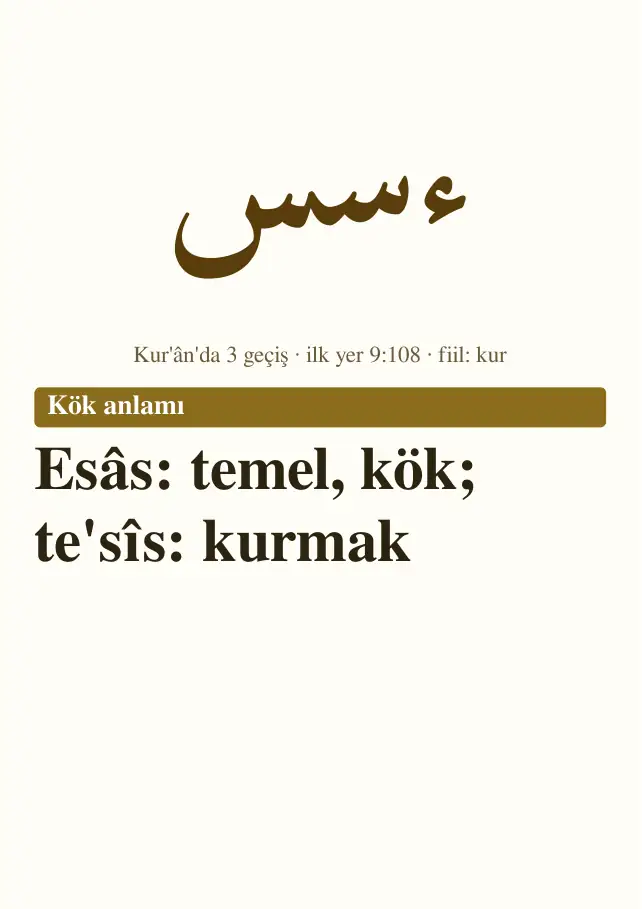 ءسس
Kur'ân'da 3 geçiş · ilk yer 9:108 · fiil: kur
Kök anlamı
Esâs: temel, kök;
te'sîs: kurmak